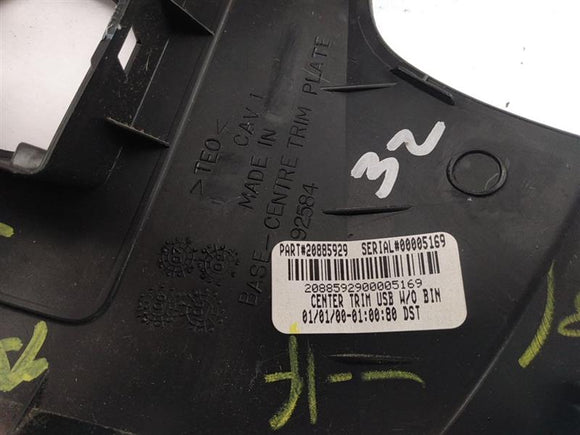 >TEO<
CAV 1
MADE IN
BASE-CENTRE TRIM PLATE
92584
32
PART#20885929 SERIAL#00005169
2088592900005169
CENTER TRIM USB W/O BIN
01/01/00-01:00:80 DST